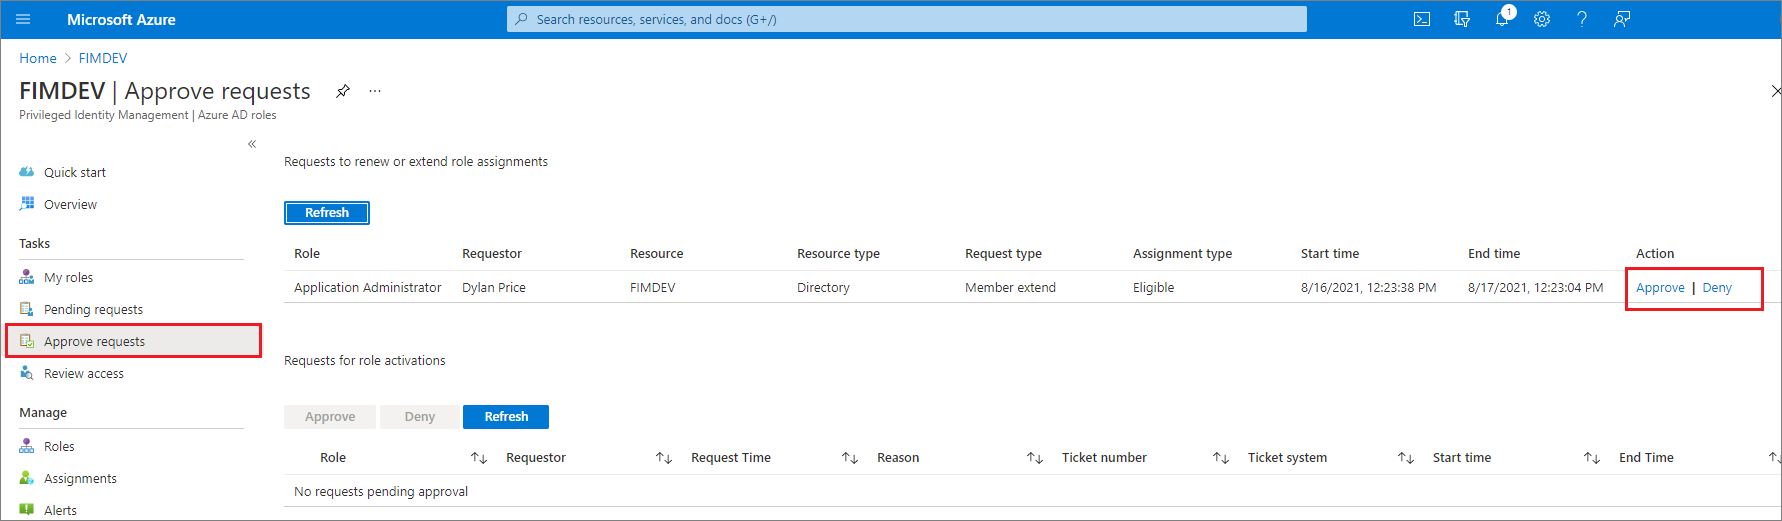 Microsoft Azure
Search resources, services, and docs (G+/)
1
Home > FIMDEV
FIMDEV | Approve requests ...
Privileged Identity Management | Azure AD roles
«
Quick start
Overview
Tasks
My roles
Pending requests
Approve requests
Review access
Manage
Roles
Assignments
Alerts
Requests to renew or extend role assignments
Refresh
Role Requestor Resource Resource type Request type Assignment type Start time End time Action
Application Administrator Dylan Price FIMDEV Directory Member extend Eligible 8/16/2021, 12:23:38 PM 8/17/2021, 12:23:04 PM Approve | Deny
Requests for role activations
Approve Deny Refresh
Role Requestor Request Time Reason Ticket number Ticket system Start time End Time
No requests pending approval